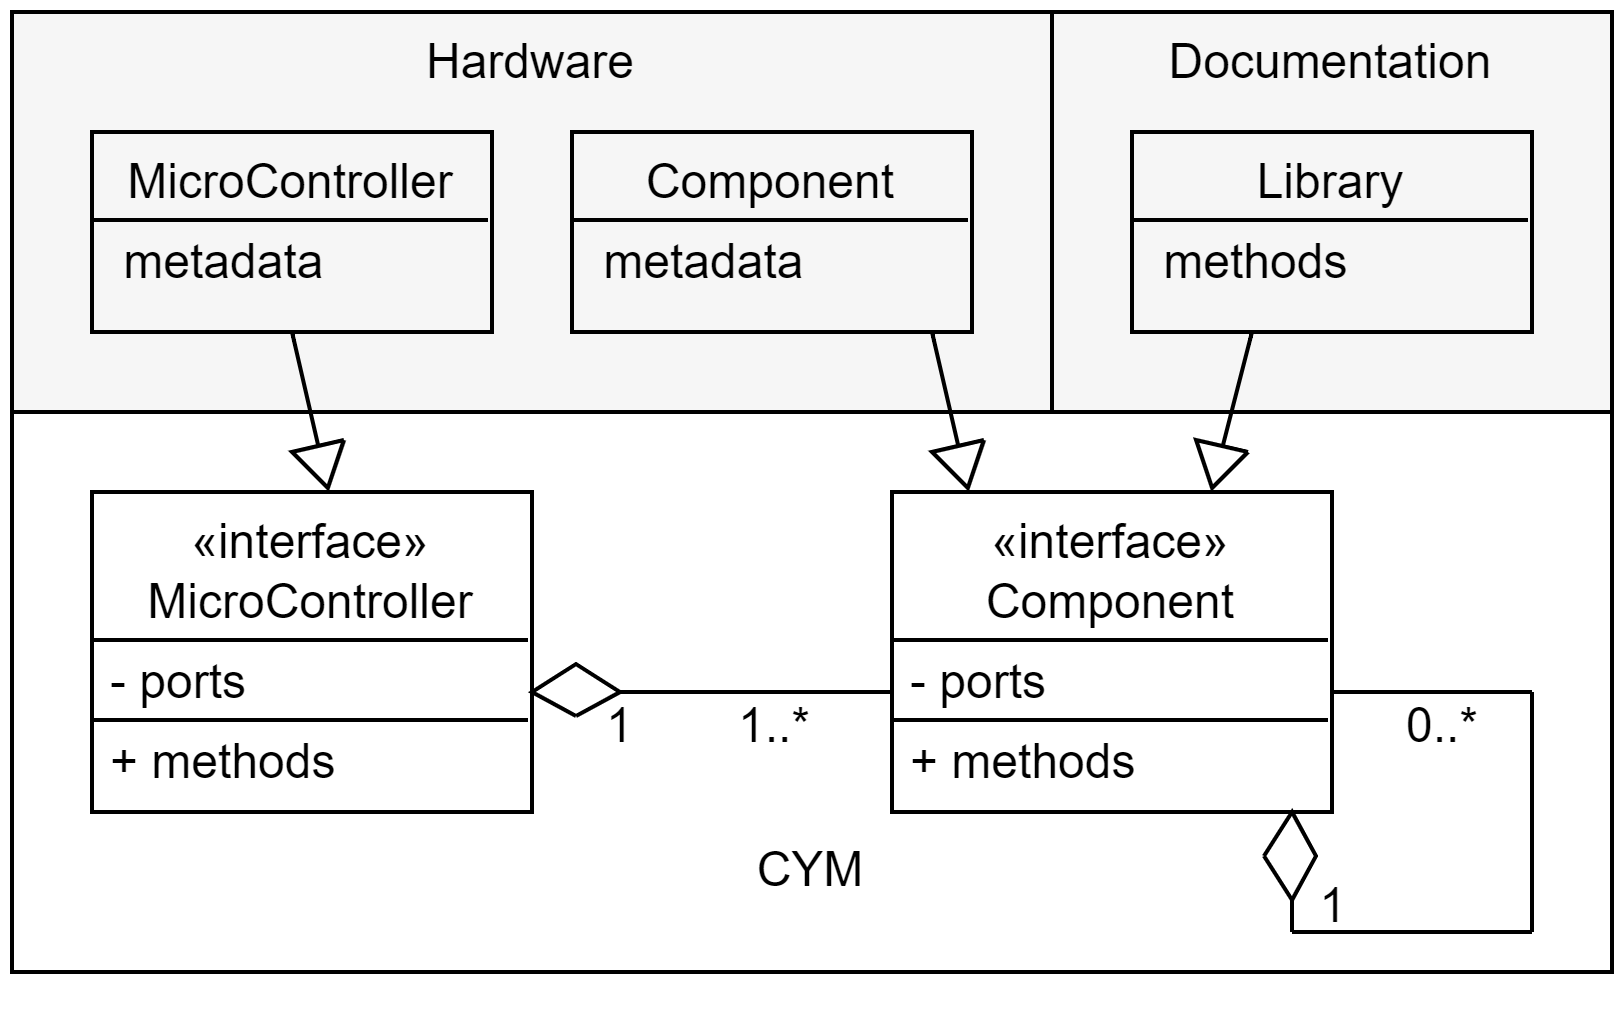 Hardware
Documentation
MicroController
metadata
Component
metadata
Library
methods
«interface»
MicroController
- ports
+ methods
«interface»
Component
- ports
+ methods
1
1..*
0..*
1
CYM